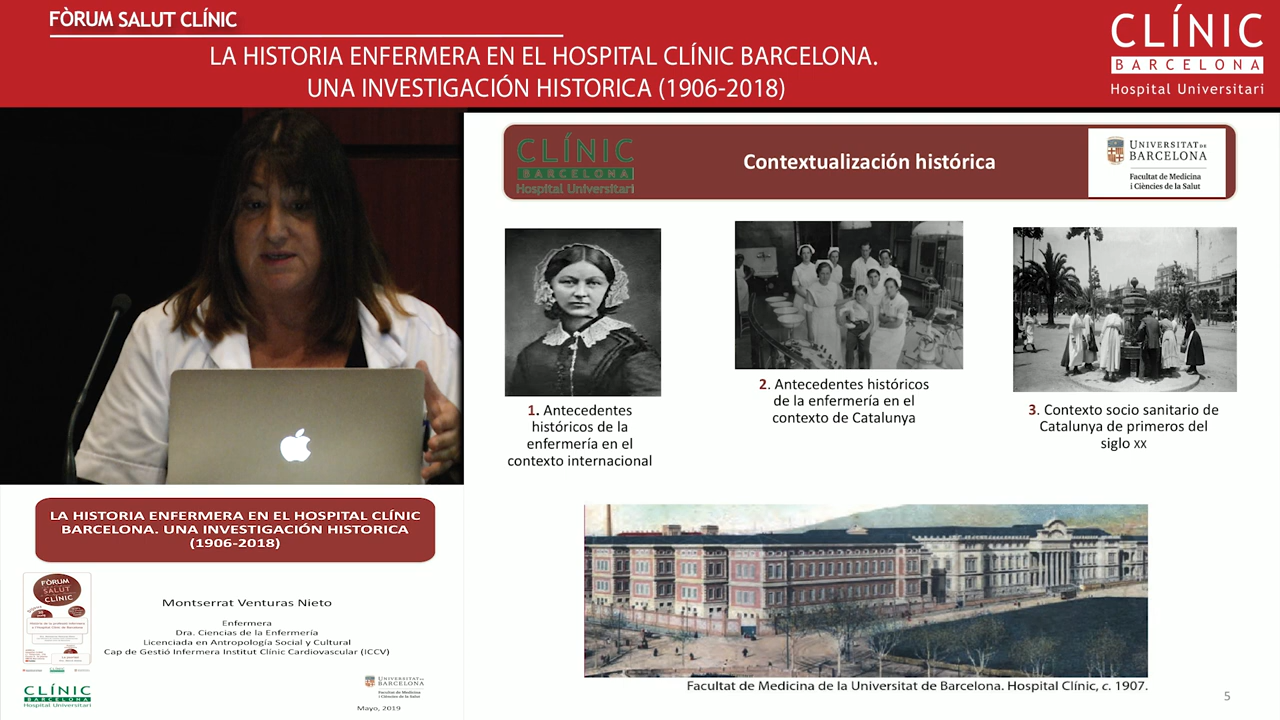 FÒRUM SALUT CLÍNIC
LA HISTORIA ENFERMERA EN EL HOSPITAL CLÍNIC BARCELONA.
UNA INVESTIGACIÓN HISTORICA (1906-2018)
CLÍNIC
BARCELONA
Hospital Universitari
CLÍNIC
BARCELONA
Hospital Universitari
Contextualización histórica
UNIVERSITAT DE
BARCELONA
Facultat de Medicina
i Ciències de la Salut
1. Antecedentes
históricos de la
enfermería en el
contexto internacional
2. Antecedentes históricos
de la enfermería en el
contexto de Catalunya
3. Contexto socio sanitario de
Catalunya de primeros del
siglo XX
Facultat de Medicina de la Universitat de Barcelona. Hospital Clínic, c. 1907.
5
LA HISTORIA ENFERMERA EN EL HOSPITAL CLÍNIC
BARCELONA. UNA INVESTIGACIÓN HISTORICA
(1906-2018)
FÒRUM
SALUT
CLÍNIC
Montserrat Venturas Nieto
Enfermera
Dra. Ciencias de la Enfermería
Licenciada en Antropología Social y Cultural
Cap de Gestió Infermera Institut Clínic Cardiovascular (ICCV)
CLÍNIC
BARCELONA
Hospital Universitari
UNIVERSITAT DE
BARCELONA
Facultat de Medicina
i Ciències de la Salut
Mayo, 2019